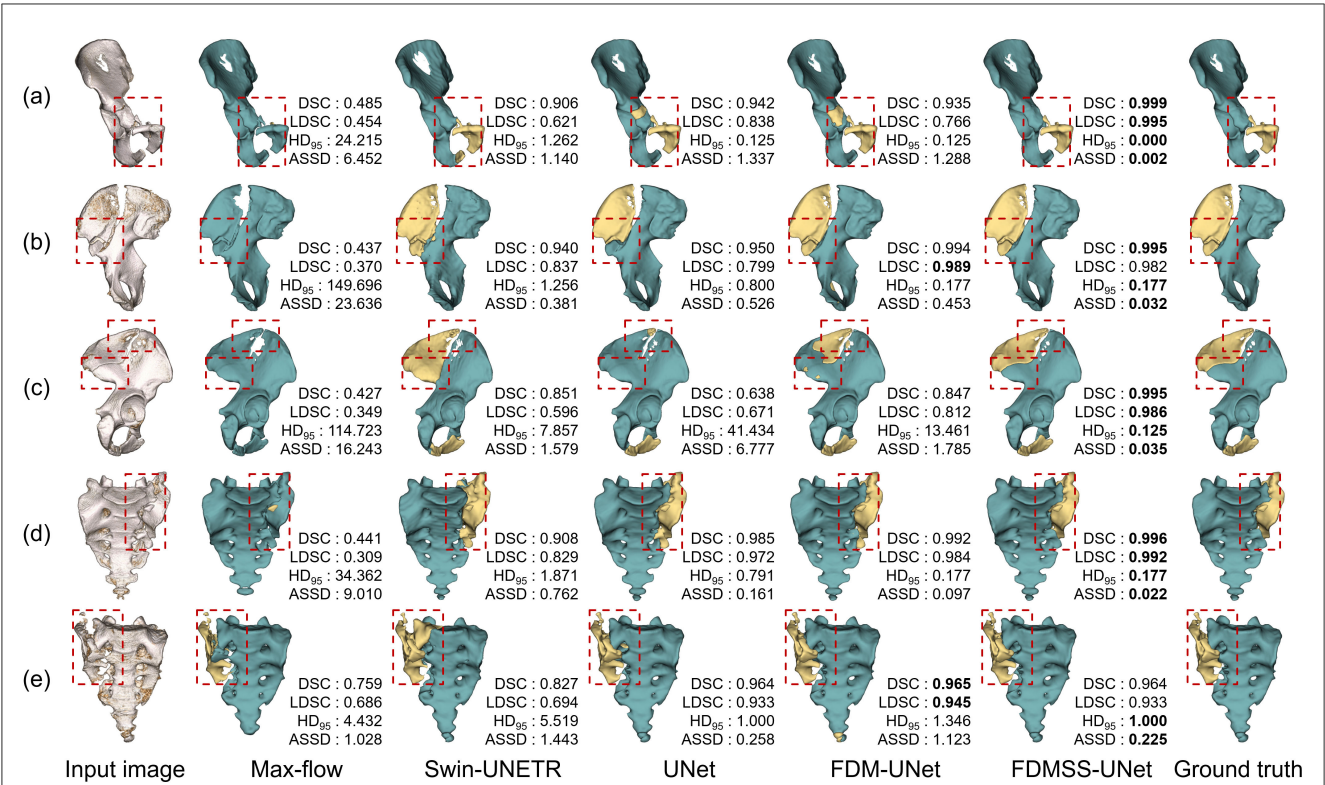 (a)
DSC : 0.485
LDSC : 0.454
HD95 : 24.215
ASSD : 6.452
DSC : 0.906
LDSC : 0.621
HD95 : 1.262
ASSD : 1.140
DSC : 0.942
LDSC : 0.838
HD95 : 0.125
ASSD : 1.337
DSC : 0.935
LDSC : 0.766
HD95 : 0.125
ASSD : 1.288
DSC : 0.999
LDSC : 0.995
HD95 : 0.000
ASSD : 0.002
(b)
DSC : 0.437
LDSC : 0.370
HD95 : 149.696
ASSD : 23.636
DSC : 0.940
LDSC : 0.837
HD95 : 1.256
ASSD : 0.381
DSC : 0.950
LDSC : 0.799
HD95 : 0.800
ASSD : 0.526
DSC : 0.994
LDSC : 0.989
HD95 : 0.177
ASSD : 0.453
DSC : 0.995
LDSC : 0.982
HD95 : 0.177
ASSD : 0.032
(c)
DSC : 0.427
LDSC : 0.349
HD95 : 114.723
ASSD : 16.243
DSC : 0.851
LDSC : 0.596
HD95 : 7.857
ASSD : 1.579
DSC : 0.638
LDSC : 0.671
HD95 : 41.434
ASSD : 6.777
DSC : 0.847
LDSC : 0.812
HD95 : 13.461
ASSD : 1.785
DSC : 0.995
LDSC : 0.986
HD95 : 0.125
ASSD : 0.035
(d)
DSC : 0.441
LDSC : 0.309
HD95 : 34.362
ASSD : 9.010
DSC : 0.908
LDSC : 0.829
HD95 : 1.871
ASSD : 0.762
DSC : 0.985
LDSC : 0.972
HD95 : 0.791
ASSD : 0.161
DSC : 0.992
LDSC : 0.984
HD95 : 0.177
ASSD : 0.097
DSC : 0.996
LDSC : 0.992
HD95 : 0.177
ASSD : 0.022
(e)
DSC : 0.759
LDSC : 0.686
HD95 : 4.432
ASSD : 1.028
DSC : 0.827
LDSC : 0.694
HD95 : 5.519
ASSD : 1.443
DSC : 0.964
LDSC : 0.933
HD95 : 1.000
ASSD : 0.258
DSC : 0.965
LDSC : 0.945
HD95 : 1.346
ASSD : 1.123
DSC : 0.964
LDSC : 0.933
HD95 : 1.000
ASSD : 0.225
Input image
Max-flow
Swin-UNETR
UNet
FDM-UNet
FDMSS-UNet
Ground truth